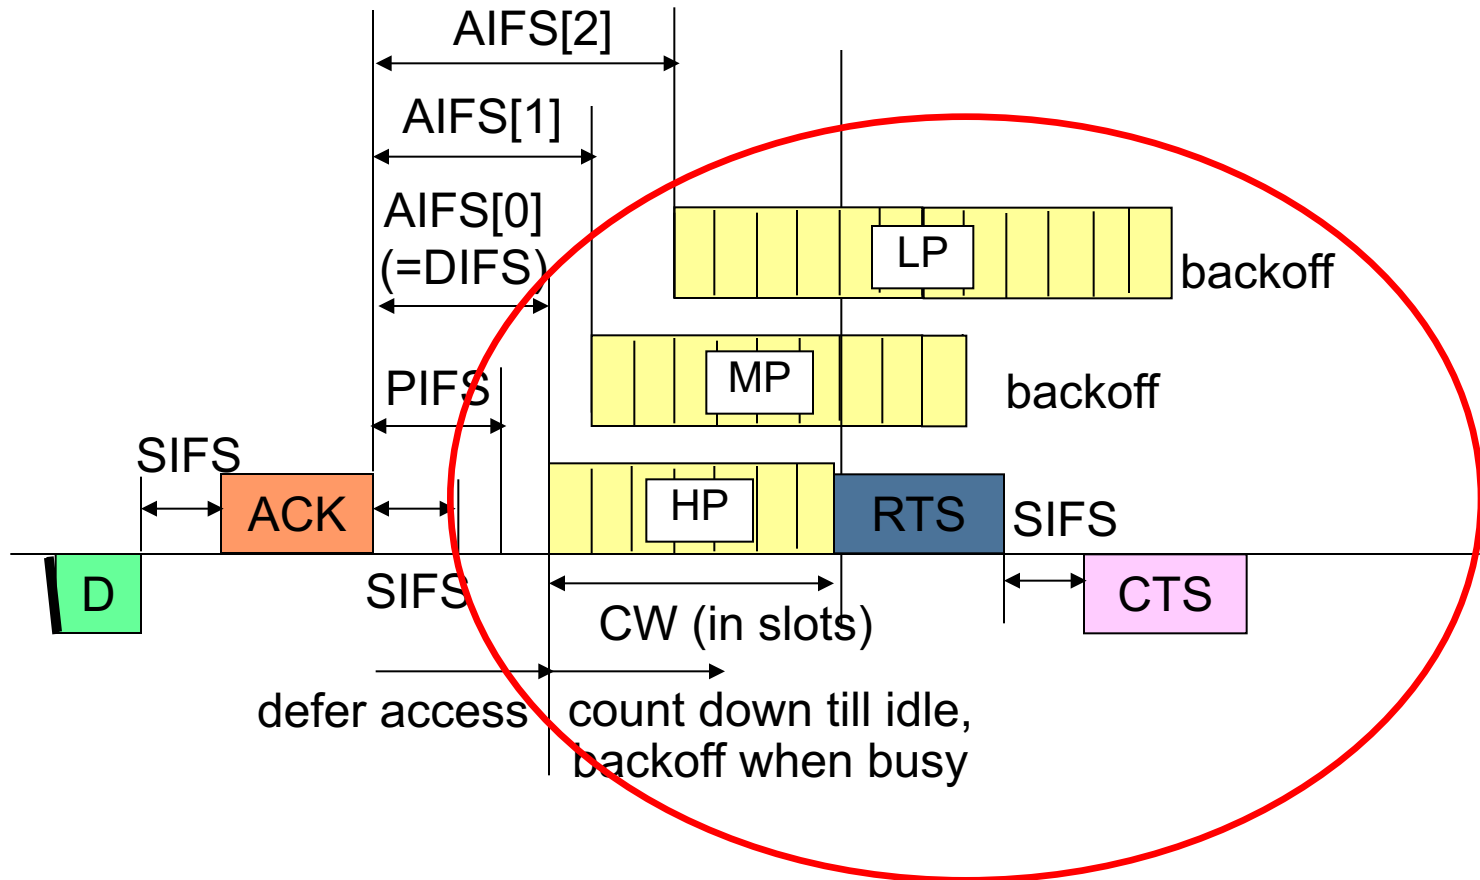 AIFS[2]
AIFS[1]
AIFS[0]
(=DIFS)
LP
backoff
MP
backoff
PIFS
SIFS
ACK
HP
RTS
SIFS
D
SIFS
CTS
CW (in slots)
defer access
count down till idle,
backoff when busy